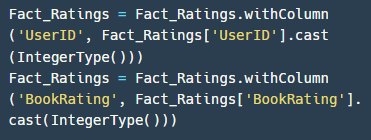 Fact_Ratings = Fact_Ratings.withColumn
('UserID', Fact_Ratings['UserID'].cast
(IntegerType()))
Fact_Ratings = Fact_Ratings.withColumn
('BookRating', Fact_Ratings['BookRating'].
cast(IntegerType()))